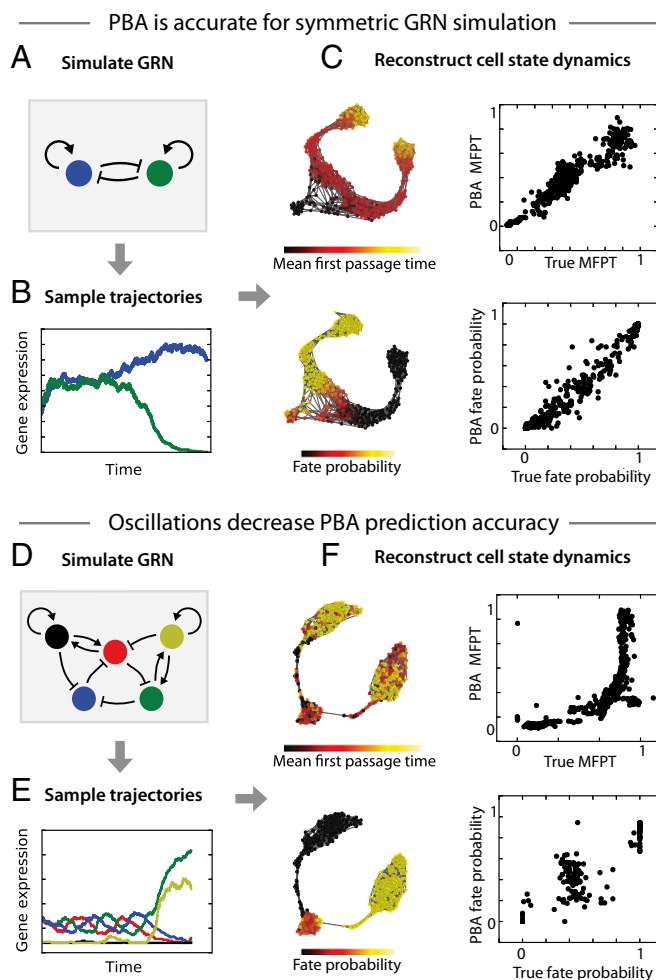 PBA is accurate for symmetric GRN simulation
A
Simulate GRN
C
Reconstruct cell state dynamics
Mean first passage time
1
PBA MFPT
0
0
1
True MFPT
B
Sample trajectories
Gene expression
Time
Fate probability
1
PBA fate probability
0
0
1
True fate probability
Oscillations decrease PBA prediction accuracy
D
Simulate GRN
F
Reconstruct cell state dynamics
Mean first passage time
1
PBA MFPT
0
0
1
True MFPT
E
Sample trajectories
Gene expression
Time
Fate probability
1
PBA fate probability
0
0
1
True fate probability